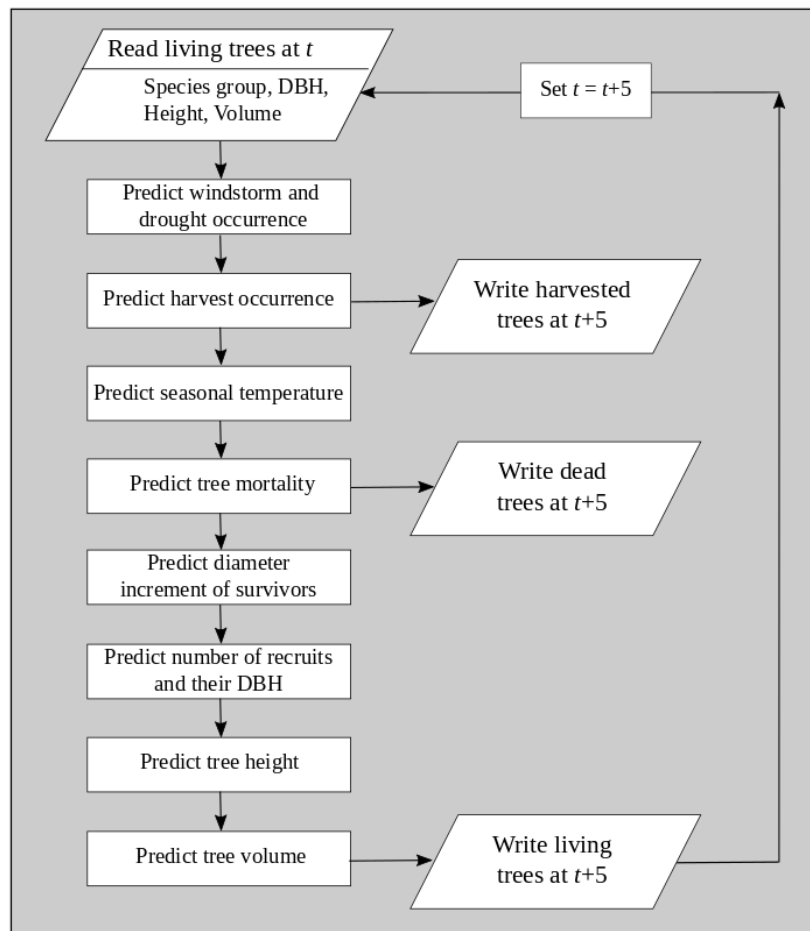 Read living trees at t
Species group, DBH,
Height, Volume
Set t = t+5
Predict windstorm and
drought occurrence
Predict harvest occurrence
Write harvested
trees at t+5
Predict seasonal temperature
Predict tree mortality
Write dead
trees at t+5
Predict diameter
increment of survivors
Predict number of recruits
and their DBH
Predict tree height
Predict tree volume
Write living
trees at t+5